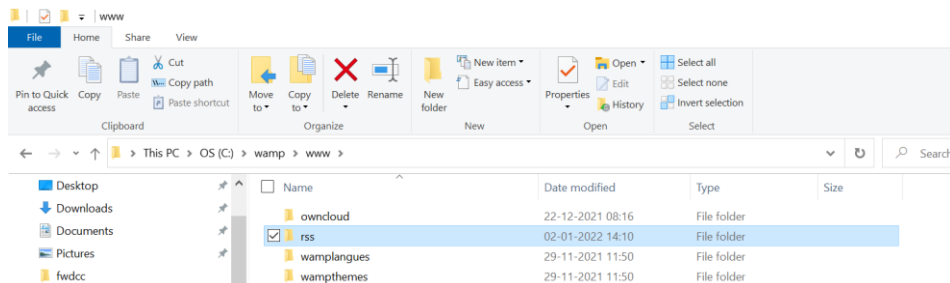 www
File Home Share View
Pin to Quick access
Copy
Paste
Cut
Copy path
Paste shortcut
Move to
Copy to
Delete
Rename
New folder
New item
Easy access
Properties
Open
Edit
History
Select all
Select none
Invert selection
Clipboard Organize New Open Select
This PC > OS (C:) > wamp > www > Search
Desktop
Downloads
Documents
Pictures
fwdcc
Name Date modified Type Size
owncloud 22-12-2021 08:16 File folder
rss 02-01-2022 14:10 File folder
wamplangues 29-11-2021 11:50 File folder
wampthemes 29-11-2021 11:50 File folder